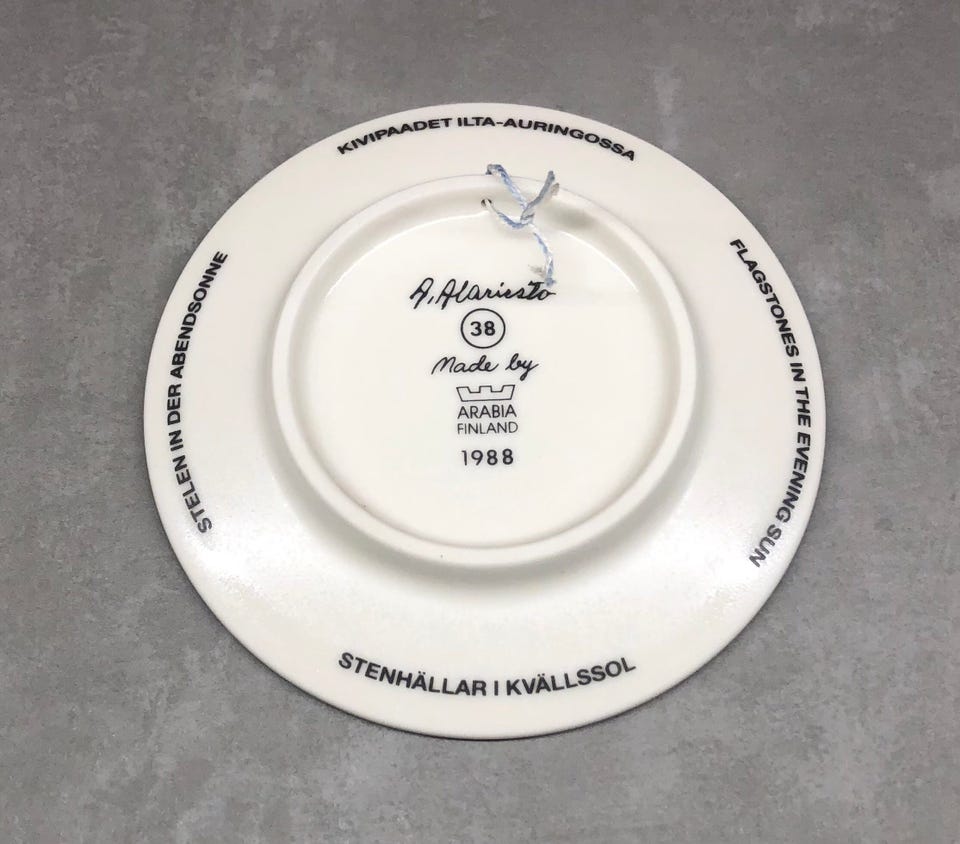 KIVIPAADET ILTA-AURINGOSSA
FLAGSTONES IN THE EVENING SUN
STENHÄLLAR I KVÄLLSSOL
STELEN IN DER ABENDSONNE
A. Alariesto
38
Made by
ARABIA
FINLAND
1988